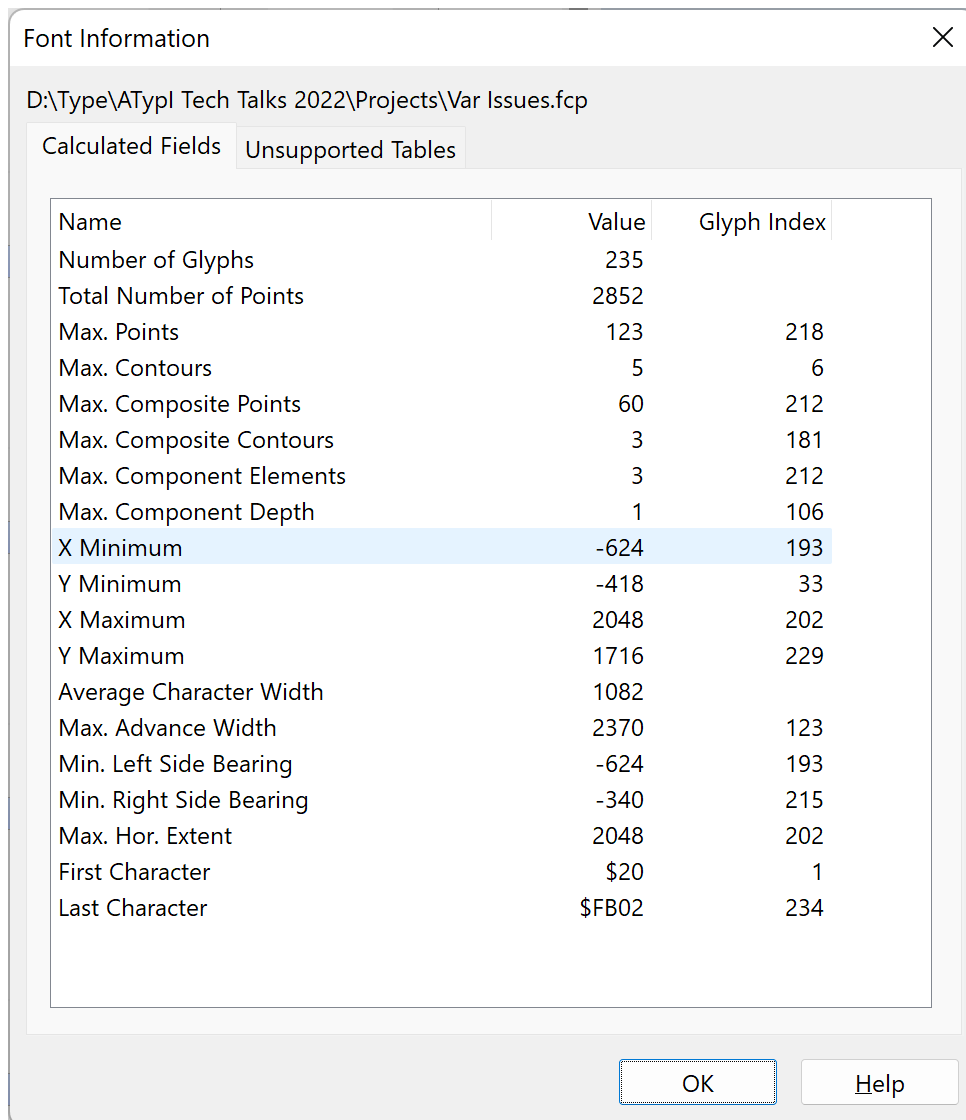 Font Information
D:\Type\ATypI Tech Talks 2022\Projects\Var Issues.fcp
Calculated Fields Unsupported Tables
Name Value Glyph Index
Number of Glyphs 235
Total Number of Points 2852
Max. Points 123 218
Max. Contours 5 6
Max. Composite Points 60 212
Max. Composite Contours 3 181
Max. Component Elements 3 212
Max. Component Depth 1 106
X Minimum -624 193
Y Minimum -418 33
X Maximum 2048 202
Y Maximum 1716 229
Average Character Width 1082
Max. Advance Width 2370 123
Min. Left Side Bearing -624 193
Min. Right Side Bearing -340 215
Max. Hor. Extent 2048 202
First Character $20 1
Last Character $FB02 234
OK Help